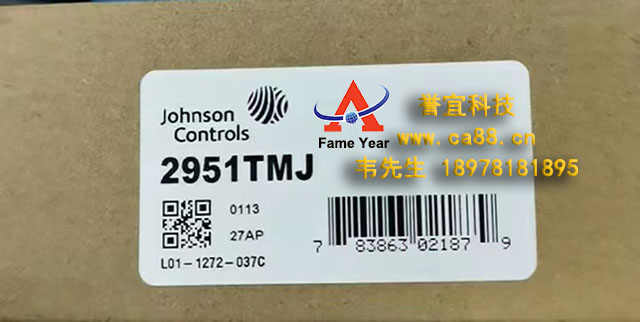 Johnson
Controls
Fame Year
誉宜科技
www.ca88.cn
韦先生 18978181895
2951TMJ
0113
27AP
L01-1272-037C
7 83863 02187 9